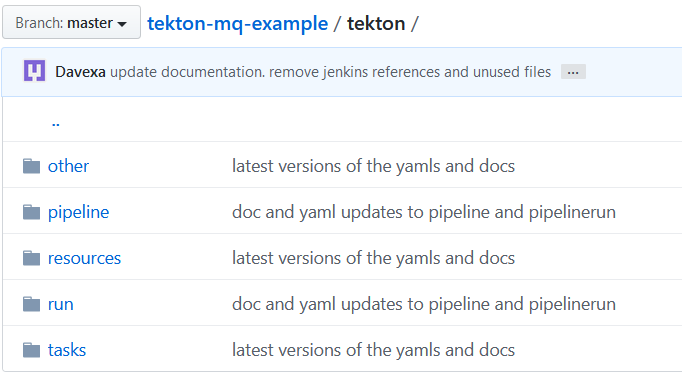 Branch: master tekton-mq-example / tekton /
Davexa update documentation. remove jenkins references and unused files ...
..
other latest versions of the yamls and docs
pipeline doc and yaml updates to pipeline and pipelinerun
resources latest versions of the yamls and docs
run doc and yaml updates to pipeline and pipelinerun
tasks latest versions of the yamls and docs